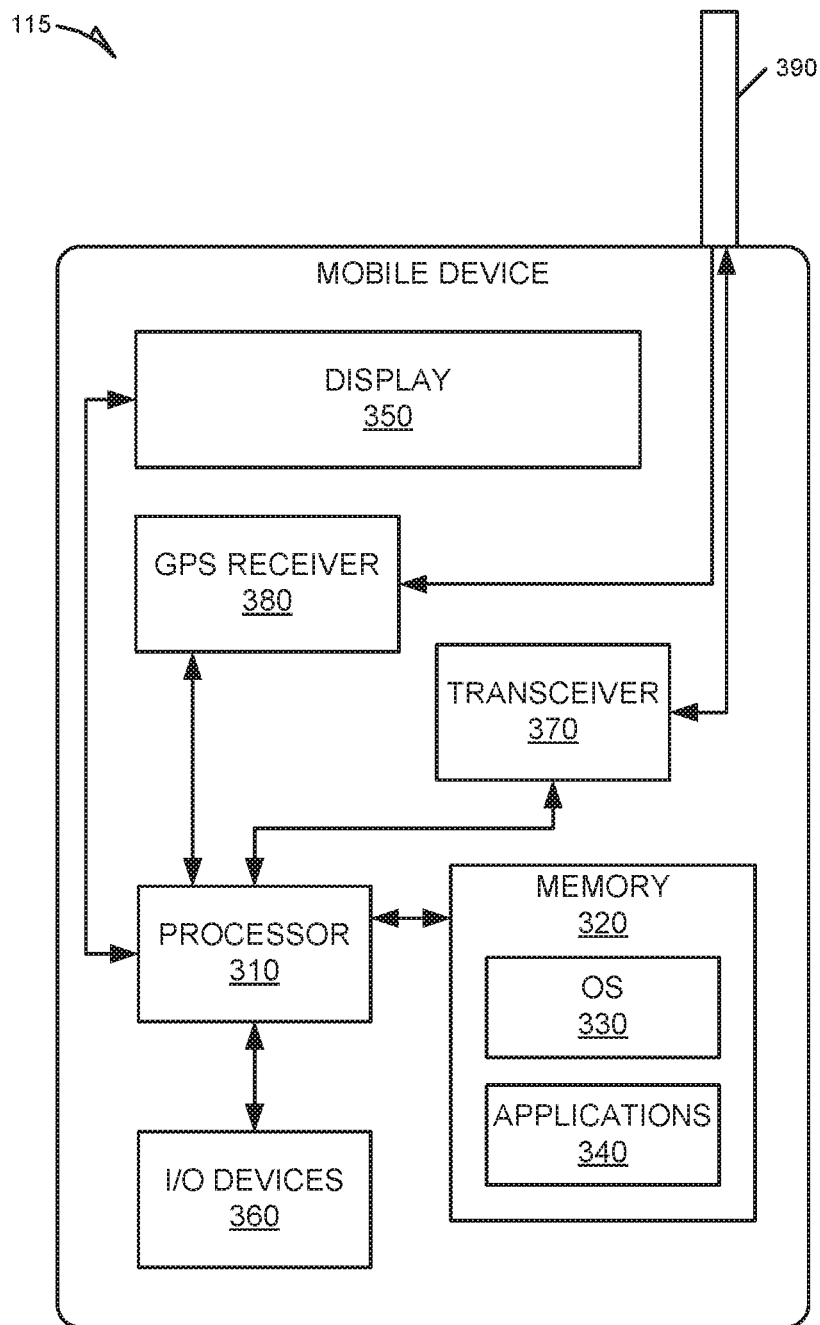 115
390
MOBILE DEVICE
DISPLAY
350
GPS RECEIVER
380
TRANSCEIVER
370
PROCESSOR
310
MEMORY
320
OS
330
APPLICATIONS
340
I/O DEVICES
360